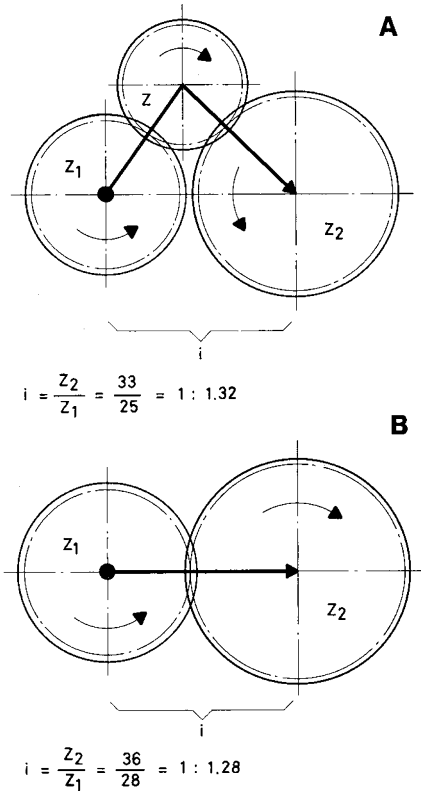 A
Z
Z₁
Z₂
i
i = Z₂/Z₁ = 33/25 = 1 : 1.32
B
Z₁
Z₂
i
i = Z₂/Z₁ = 36/28 = 1 : 1.28